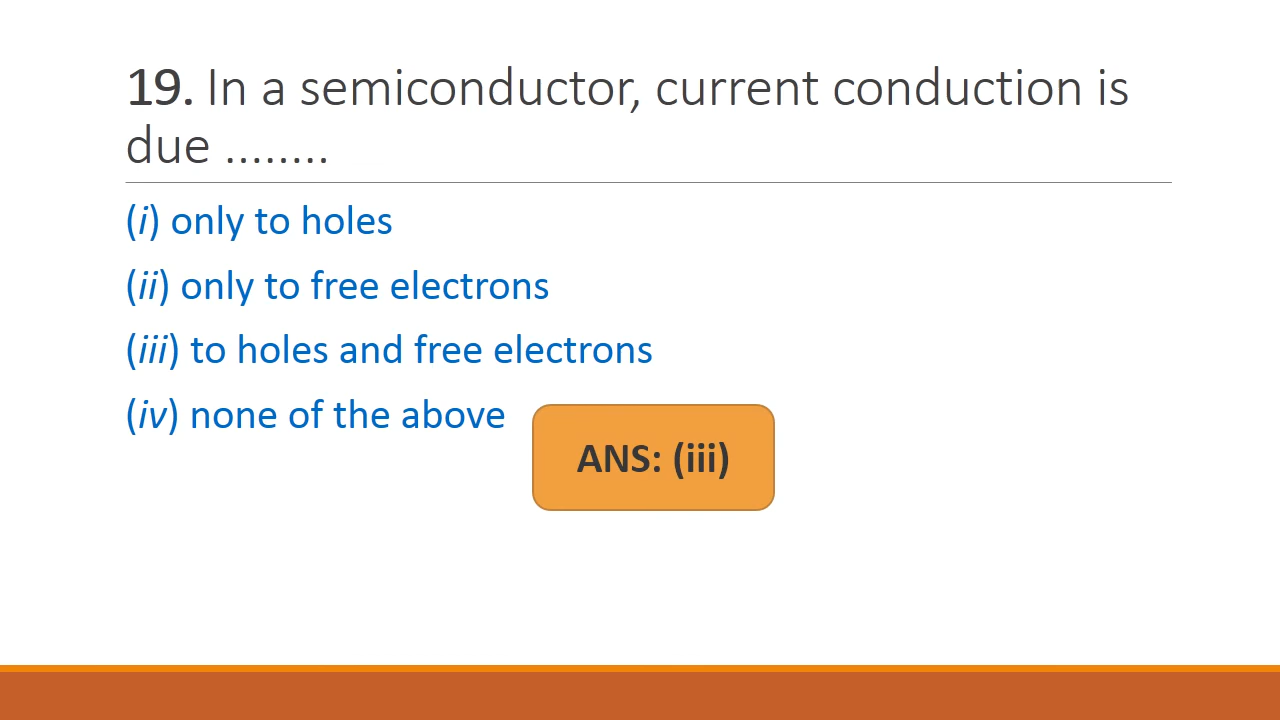 19. In a semiconductor, current conduction is
due ........
(i) only to holes
(ii) only to free electrons
(iii) to holes and free electrons
(iv) none of the above
ANS: (iii)